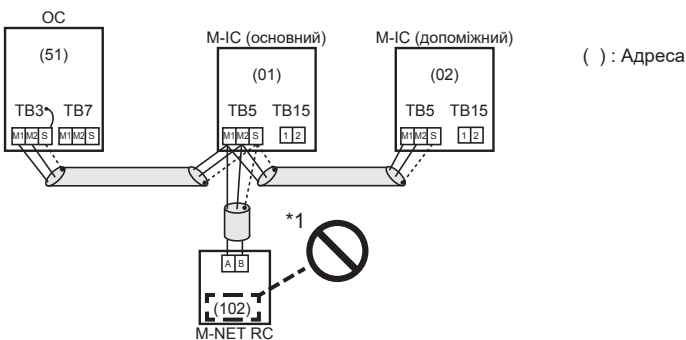 OC
(51)
TB3 TB7
M1 M2 S M1 M2 S
M-IC (основний)
(01)
TB5 TB15
M1 M2 S 1 2
M-IC (допоміжний)
(02)
TB5 TB15
M1 M2 S 1 2
( ) : Адреса
*1
A B
(102)
M-NET RC